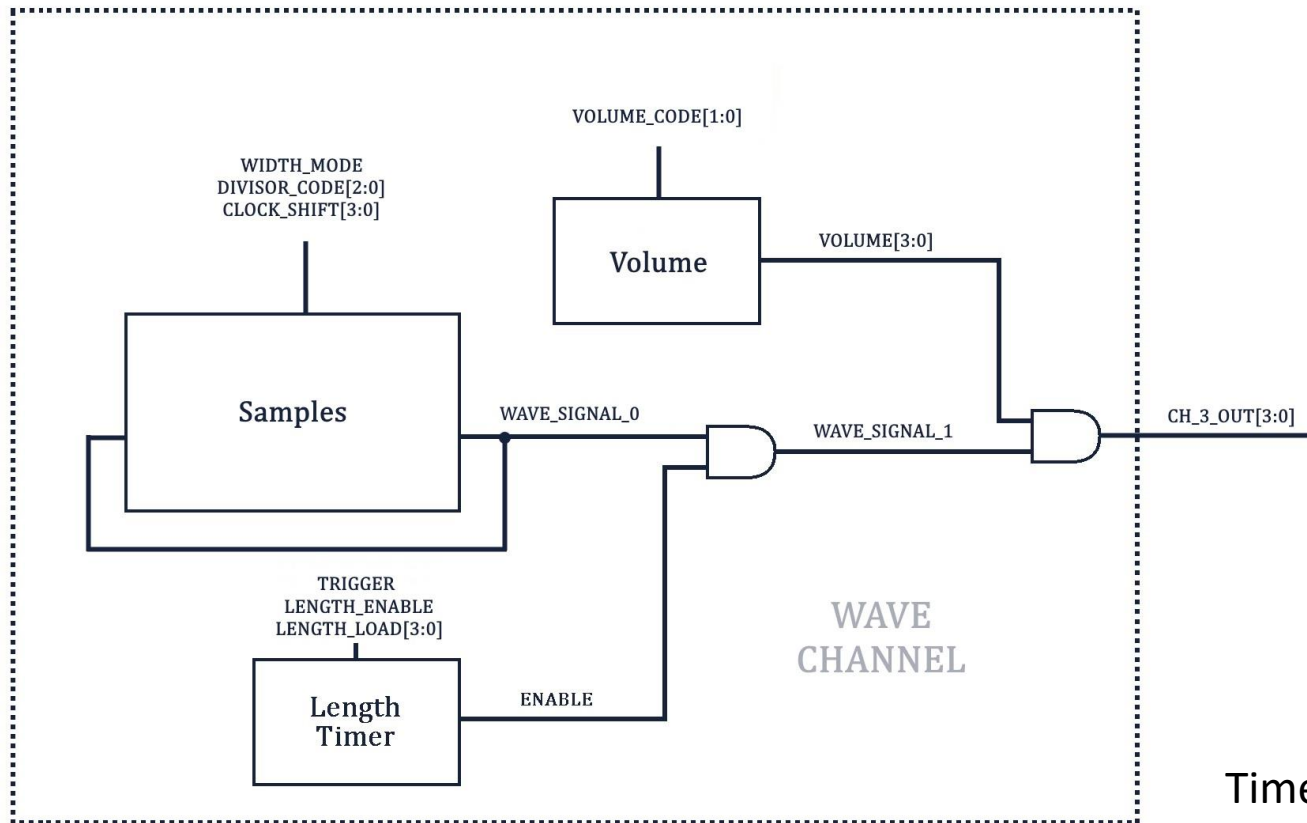 VOLUME_CODE[1:0]
WIDTH_MODE
DIVISOR_CODE[2:0]
CLOCK_SHIFT[3:0]
Volume
VOLUME[3:0]
Samples
WAVE_SIGNAL_0
WAVE_SIGNAL_1
CH_3_OUT[3:0]
TRIGGER
LENGTH_ENABLE
LENGTH_LOAD[3:0]
Length
Timer
ENABLE
WAVE
CHANNEL
Time